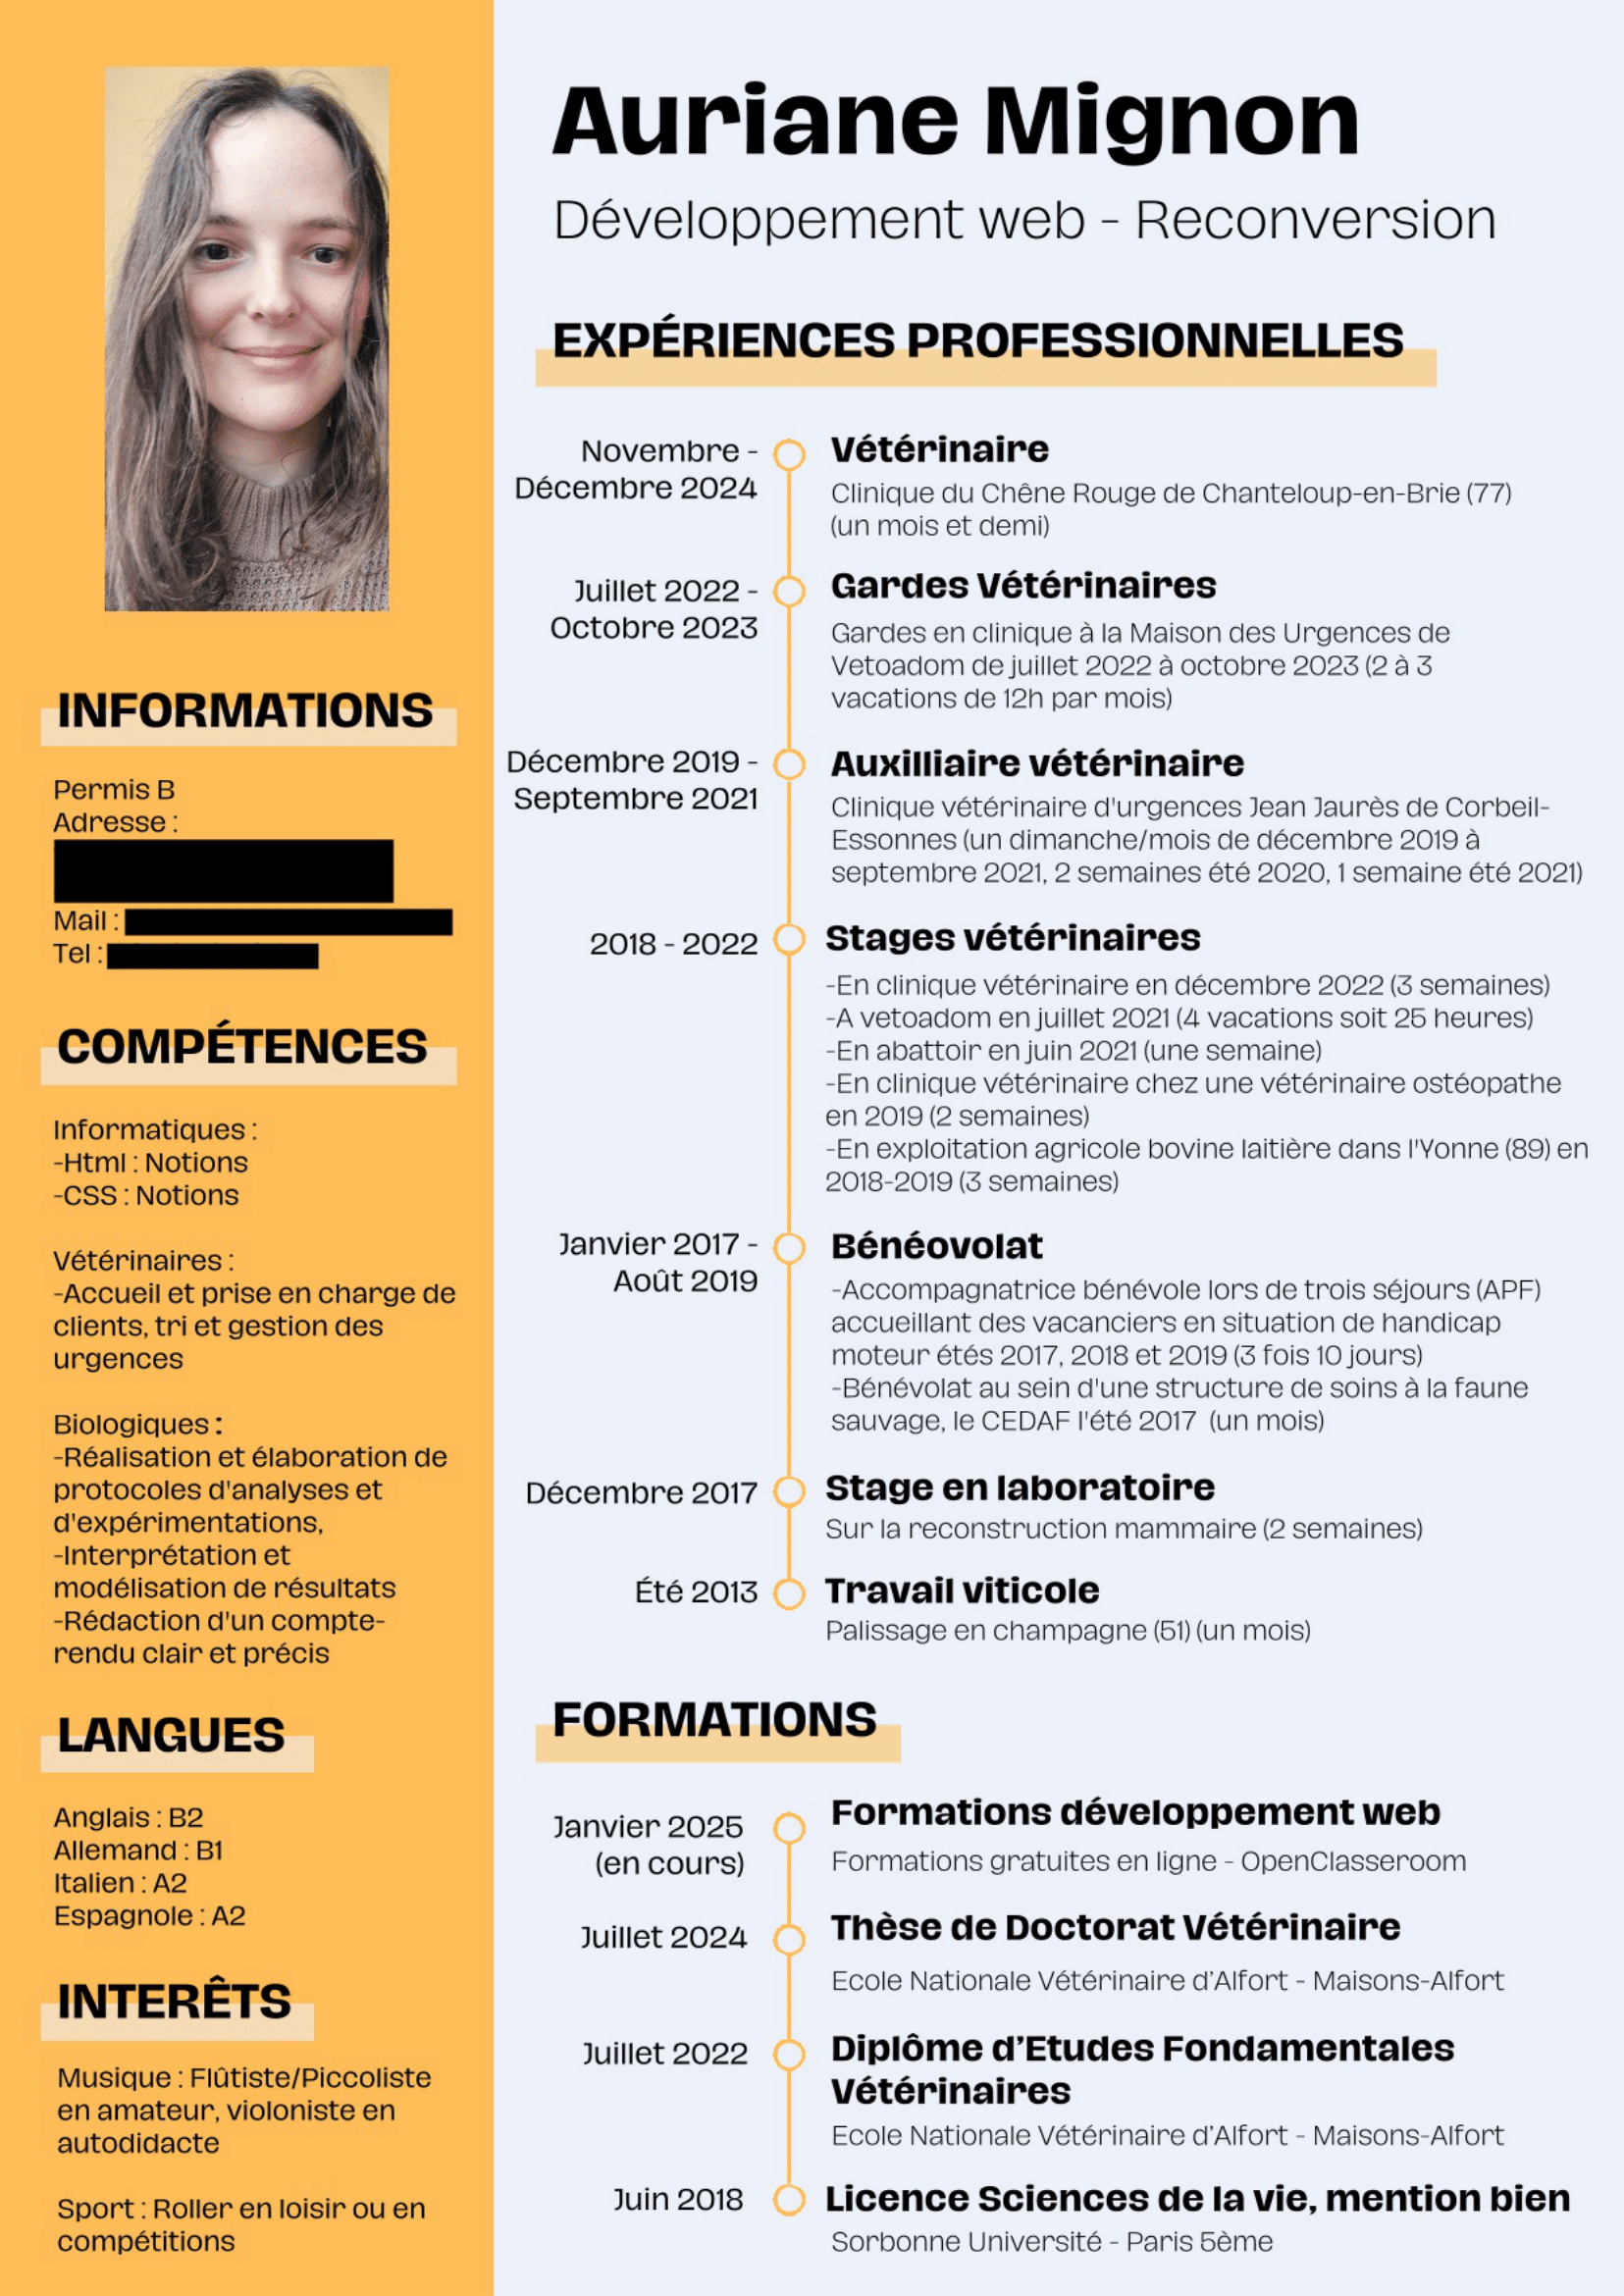 Auriane Mignon
Développement web - Reconversion
INFORMATIONS
Permis B
Adresse :
Mail :
Tel :
COMPÉTENCES
Informatiques :
-Html : Notions
-CSS : Notions
Vétérinaires :
-Accueil et prise en charge de
clients, tri et gestion des
urgences
Biologiques :
-Réalisation et élaboration de
protocoles d'analyses et
d'expérimentations,
-Interprétation et
modélisation de résultats
-Rédaction d'un compte-
rendu clair et précis
LANGUES
Anglais : B2
Allemand : B1
Italien : A2
Espagnole : A2
INTERÊTS
Musique : Flûtiste/Piccoliste
en amateur, violoniste en
autodidacte
Sport : Roller en loisir ou en
compétitions
EXPÉRIENCES PROFESSIONNELLES
Novembre -
Décembre 2024
Vétérinaire
Clinique du Chêne Rouge de Chanteloup-en-Brie (77)
(un mois et demi)
Juillet 2022 -
Octobre 2023
Gardes Vétérinaires
Gardes en clinique à la Maison des Urgences de
Vetoadom de juillet 2022 à octobre 2023 (2 à 3
vacations de 12h par mois)
Décembre 2019 -
Septembre 2021
Auxilliaire vétérinaire
Clinique vétérinaire d'urgences Jean Jaurès de Corbeil-
Essonnes (un dimanche/mois de décembre 2019 à
septembre 2021, 2 semaines été 2020, 1 semaine été 2021)
2018 - 2022
Stages vétérinaires
-En clinique vétérinaire en décembre 2022 (3 semaines)
-A vetoadom en juillet 2021 (4 vacations soit 25 heures)
-En abattoir en juin 2021 (une semaine)
-En clinique vétérinaire chez une vétérinaire ostéopathe
en 2019 (2 semaines)
-En exploitation agricole bovine laitière dans l'Yonne (89) en
2018-2019 (3 semaines)
Janvier 2017 -
Août 2019
Bénéovolat
-Accompagnatrice bénévole lors de trois séjours (APF)
accueillant des vacanciers en situation de handicap
moteur étés 2017, 2018 et 2019 (3 fois 10 jours)
-Bénévolat au sein d'une structure de soins à la faune
sauvage, le CEDAF l'été 2017 (un mois)
Décembre 2017
Stage en laboratoire
Sur la reconstruction mammaire (2 semaines)
Été 2013
Travail viticole
Palissage en champagne (51) (un mois)
FORMATIONS
Janvier 2025
(en cours)
Formations développement web
Formations gratuites en ligne - OpenClasseroom
Juillet 2024
Thèse de Doctorat Vétérinaire
Ecole Nationale Vétérinaire d’Alfort - Maisons-Alfort
Juillet 2022
Diplôme d’Etudes Fondamentales
Vétérinaires
Ecole Nationale Vétérinaire d’Alfort - Maisons-Alfort
Juin 2018
Licence Sciences de la vie, mention bien
Sorbonne Université - Paris 5ème